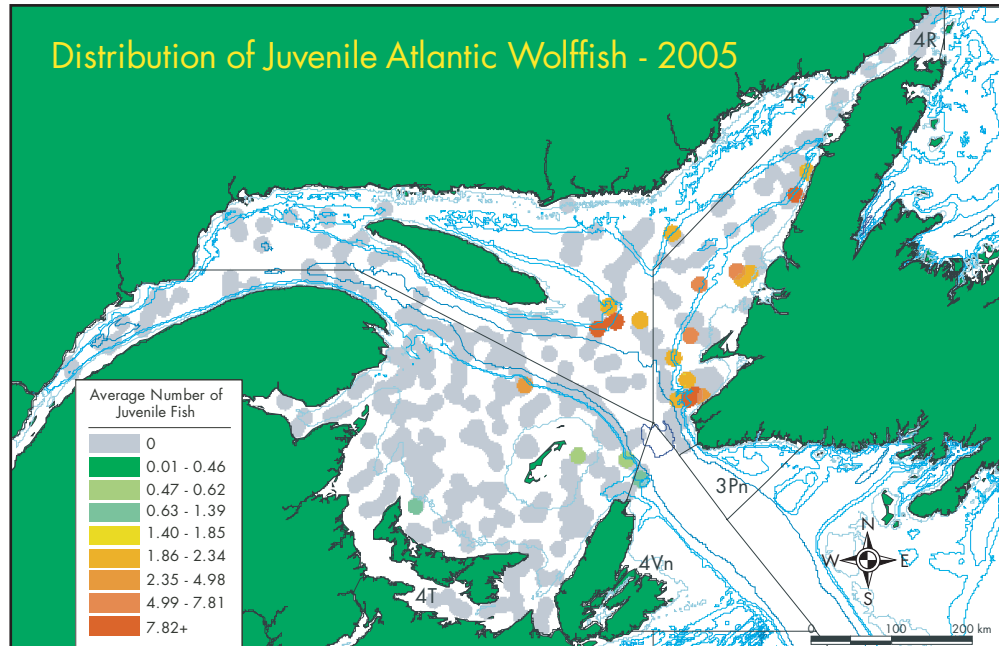 Distribution of Juvenile Atlantic Wolffish - 2005
4R
4S
Average Number of
Juvenile Fish
0
0.01 - 0.46
0.47 - 0.62
0.63 - 1.39
1.40 - 1.85
1.86 - 2.34
2.35 - 4.98
4.99 - 7.81
7.82+
3Pn
4Vn
4T
N
W E
S
0 100 200 km